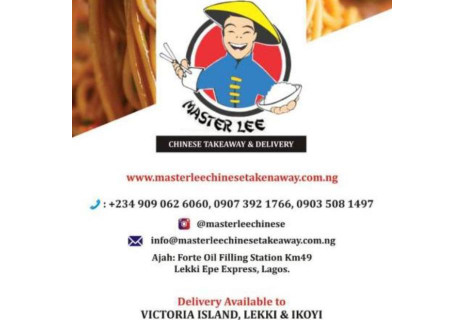 MASTER LEE
CHINESE TAKEAWAY & DELIVERY
www.masterleechinesetakenaway.com.ng
: +234 909 062 6060, 0907 392 1766, 0903 508 1497
@masterleechinese
info@masterleechinesetakeaway.com.ng
Ajah: Forte Oil Filling Station Km49
Lekki Epe Express, Lagos.
Delivery Available to
VICTORIA ISLAND, LEKKI & IKOYI